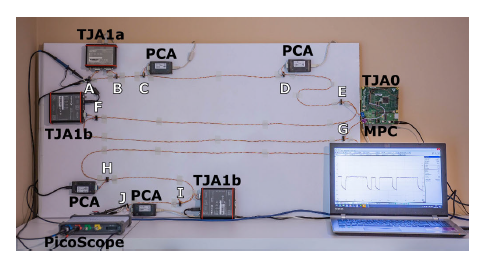 TJA1a
PCA
PCA
A
B
C
D
TJA0
E
F
TJA1b
G
MPC
H
TJA1b
PCA
J
PCA
I
PicoScope